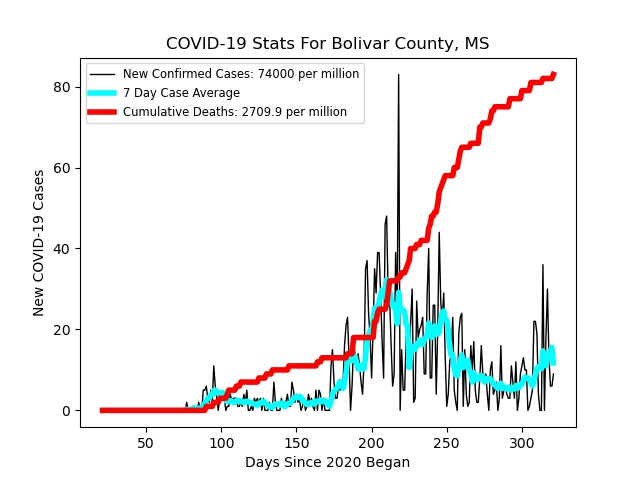 COVID-19 Stats For Bolivar County, MS
New Confirmed Cases: 74000 per million
7 Day Case Average
Cumulative Deaths: 2709.9 per million
New COVID-19 Cases
80
60
40
20
0
50 100 150 200 250 300
Days Since 2020 Began